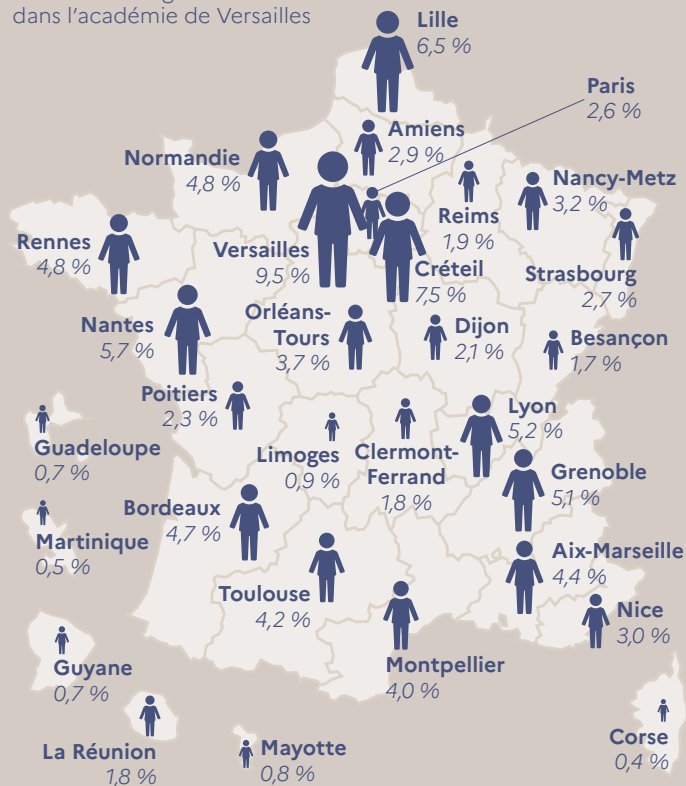 dans l’académie de Versailles
Lille
6,5 %
Paris
2,6 %
Amiens
2,9 %
Normandie
4,8 %
Nancy-Metz
3,2 %
Reims
1,9 %
Rennes
4,8 %
Versailles
9,5 %
Créteil
7,5 %
Strasbourg
2,7 %
Nantes
5,7 %
Orléans-
Tours
3,7 %
Dijon
2,1 %
Besançon
1,7 %
Poitiers
2,3 %
Lyon
5,2 %
Guadeloupe
0,7 %
Limoges
0,9 %
Clermont-
Ferrand
1,8 %
Grenoble
5,1 %
Bordeaux
4,7 %
Martinique
0,5 %
Aix-Marseille
4,4 %
Toulouse
4,2 %
Nice
3,0 %
Montpellier
4,0 %
Guyane
0,7 %
La Réunion
1,8 %
Mayotte
0,8 %
Corse
0,4 %